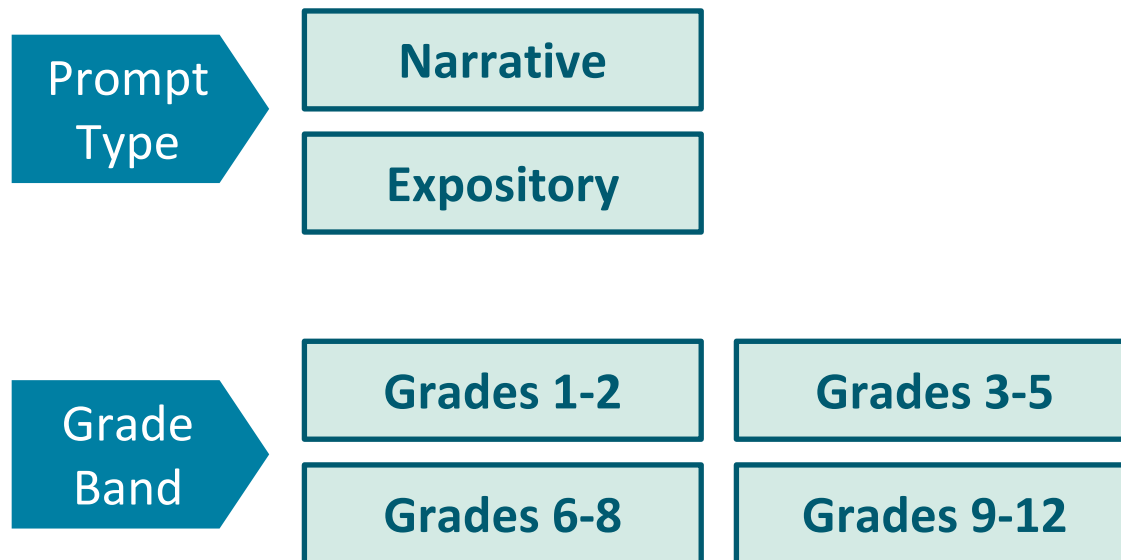 Prompt
Type
Narrative
Expository
Grade
Band
Grades 1-2
Grades 3-5
Grades 6-8
Grades 9-12